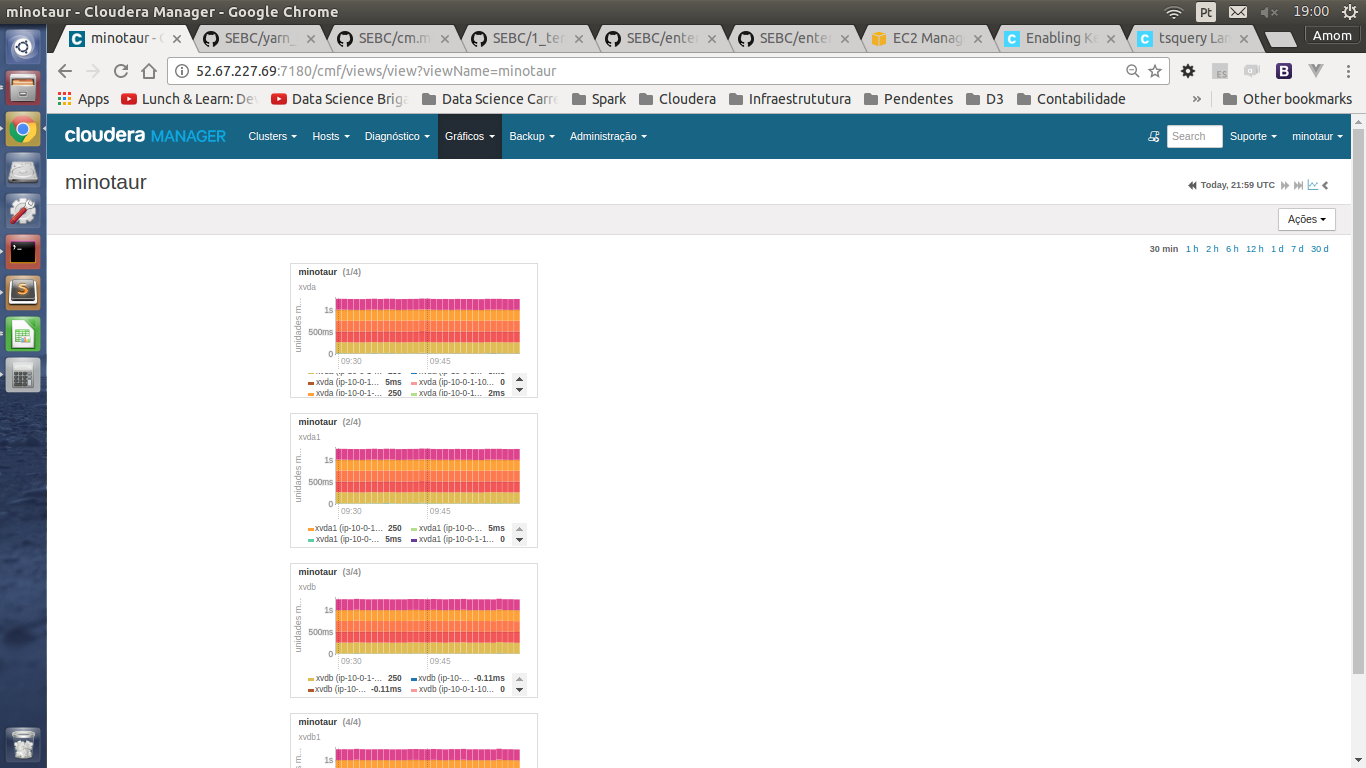 minotaur - Cloudera Manager - Google Chrome
Pt
19:00
Amom
minotaur - C
SEBC/yarn_
SEBC/cm.m
SEBC/1_ter
SEBC/enter
SEBC/enter
EC2 Manag
Enabling Ke
tsquery Lan
52.67.227.69:7180/cmf/views/view?viewName=minotaur
Apps
Lunch & Learn: De
Data Science Briga
Data Science Carre
Spark
Cloudera
Infraestrututura
Pendentes
D3
Contabilidade
»
Other bookmarks
cloudera MANAGER
Clusters
Hosts
Diagnóstico
Gráficos
Backup
Administração
Search
Suporte
minotaur
minotaur
Today, 21:59 UTC
Ações
30 min 1 h 2 h 6 h 12 h 1 d 7 d 30 d
minotaur (1/4)
xvda
unidades m...
1s
500ms
0
09:30 09:45
xvda (ip-10-0-1... 5ms xvda (ip-10-0-1-10... 0
xvda (ip-10-0-1-... 250 xvda (ip-10-0-1... 2ms
minotaur (2/4)
xvda1
unidades m...
1s
500ms
0
09:30 09:45
xvda1 (ip-10-0-1... 250 xvda1 (ip-10-0-... 5ms
xvda1 (ip-10-0-... 5ms xvda1 (ip-10-0-1-1... 0
minotaur (3/4)
xvdb
unidades m...
1s
500ms
0
09:30 09:45
xvdb (ip-10-0-1-... 250 xvdb (ip-10-... -0.11ms
xvdb (ip-10-... -0.11ms xvdb (ip-10-0-1-10... 0
minotaur (4/4)
xvdb1
1s